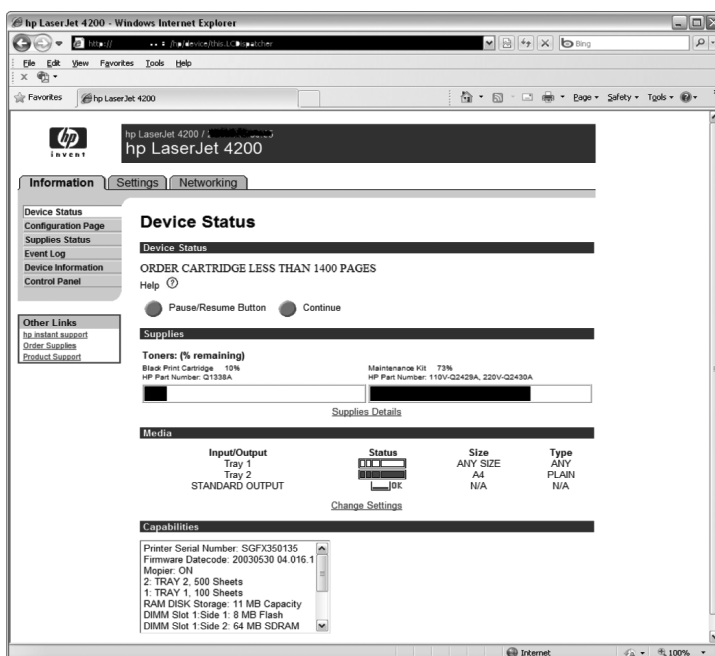 hp LaserJet 4200 - Windows Internet Explorer
http:// /hp/device/this.LCDispatcher
Bing
File Edit View Favorites Tools Help
x
Favorites hp LaserJet 4200 Page Safety Tools
hp
invent
hp LaserJet 4200 /
hp LaserJet 4200
Information Settings Networking
Device Status
Configuration Page
Supplies Status
Event Log
Device Information
Control Panel
Other Links
hp instant support
Order Supplies
Product Support
Device Status
Device Status
ORDER CARTRIDGE LESS THAN 1400 PAGES
Help ?
Pause/Resume Button Continue
Supplies
Toners: (% remaining)
Black Print Cartridge 10% Maintenance Kit 73%
HP Part Number: Q1338A HP Part Number: 110V-Q2429A, 220V-Q2430A
Supplies Details
Media
Input/Output Status Size Type
Tray 1 ANY SIZE ANY
Tray 2 A4 PLAIN
STANDARD OUTPUT OK N/A N/A
Change Settings
Capabilities
Printer Serial Number: SGFX350135
Firmware Datecode: 20030530 04.016.1
Mopier: ON
2: TRAY 2, 500 Sheets
1: TRAY 1, 100 Sheets
RAM DISK Storage: 11 MB Capacity
DIMM Slot 1:Side 1: 8 MB Flash
DIMM Slot 1:Side 2: 64 MB SDRAM
Internet 100%